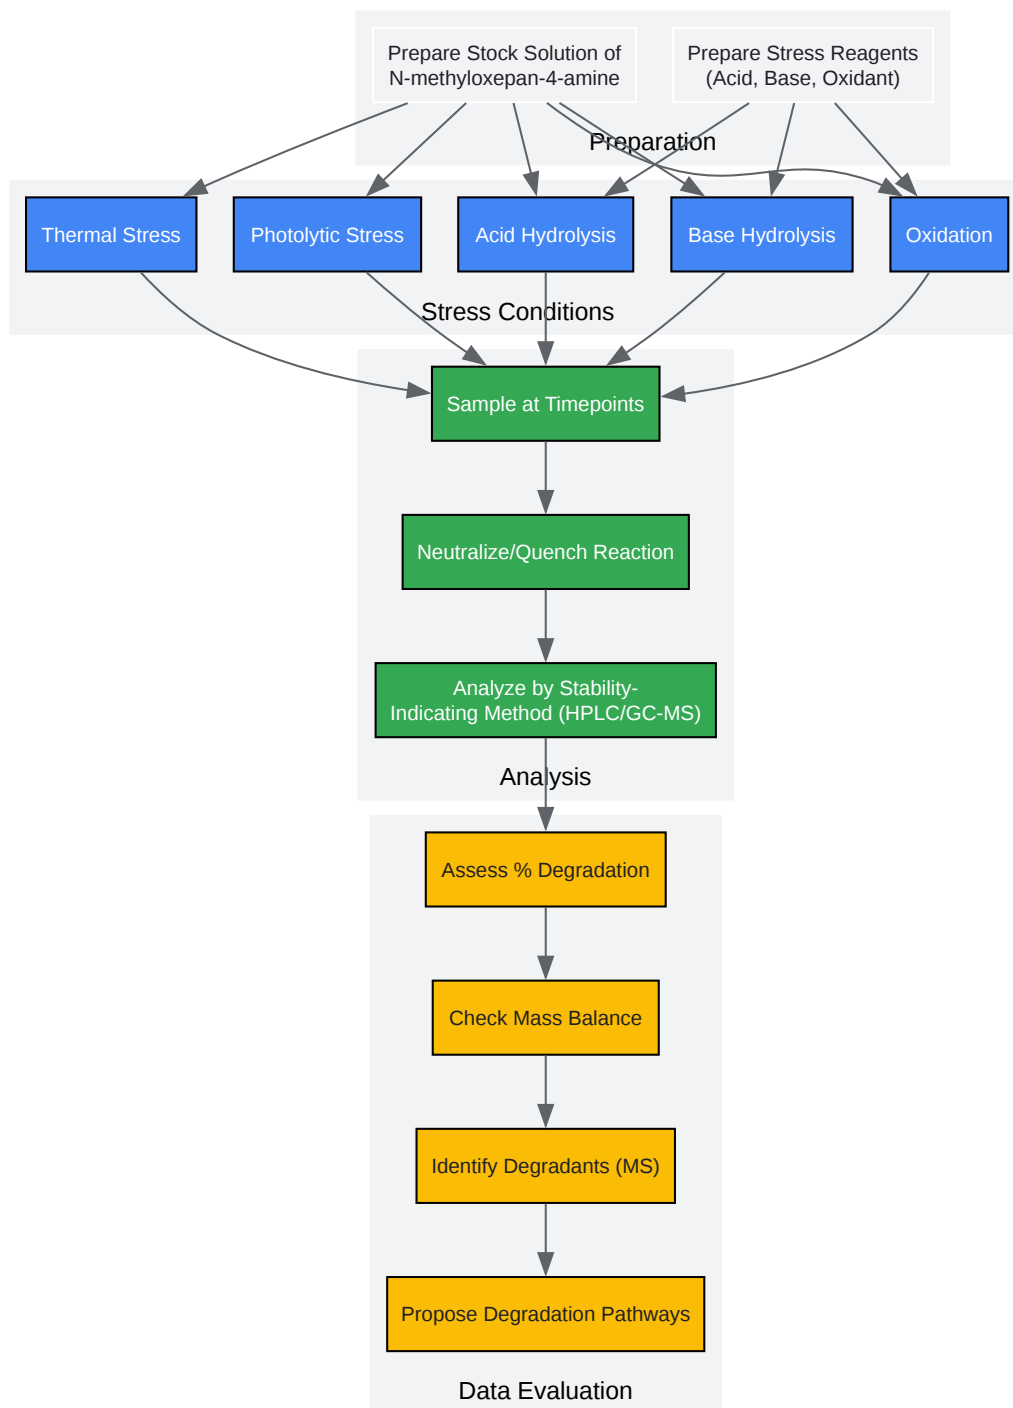 Prepare Stock Solution of
N-methyloxepan-4-amine
Prepare Stress Reagents
(Acid, Base, Oxidant)
Preparation
Thermal Stress
Photolytic Stress
Acid Hydrolysis
Base Hydrolysis
Oxidation
Stress Conditions
Sample at Timepoints
Neutralize/Quench Reaction
Analyze by Stability-
Indicating Method (HPLC/GC-MS)
Analysis
Assess % Degradation
Check Mass Balance
Identify Degradants (MS)
Propose Degradation Pathways
Data Evaluation